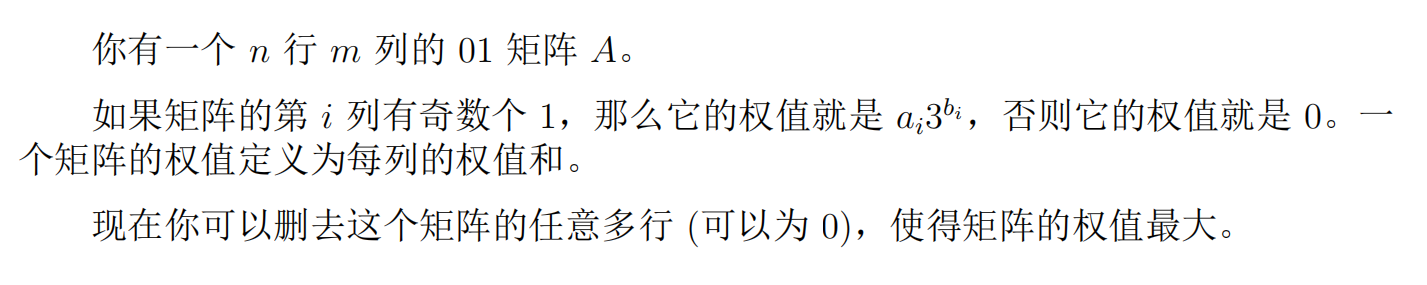 你有一个 n 行 m 列的 01 矩阵 A。
如果矩阵的第 i 列有奇数个 1，那么它的权值就是 a_i3^{b_i}，否则它的权值就是 0。一
个矩阵的权值定义为每列的权值和。
现在你可以删去这个矩阵的任意多行 (可以为 0)，使得矩阵的权值最大。